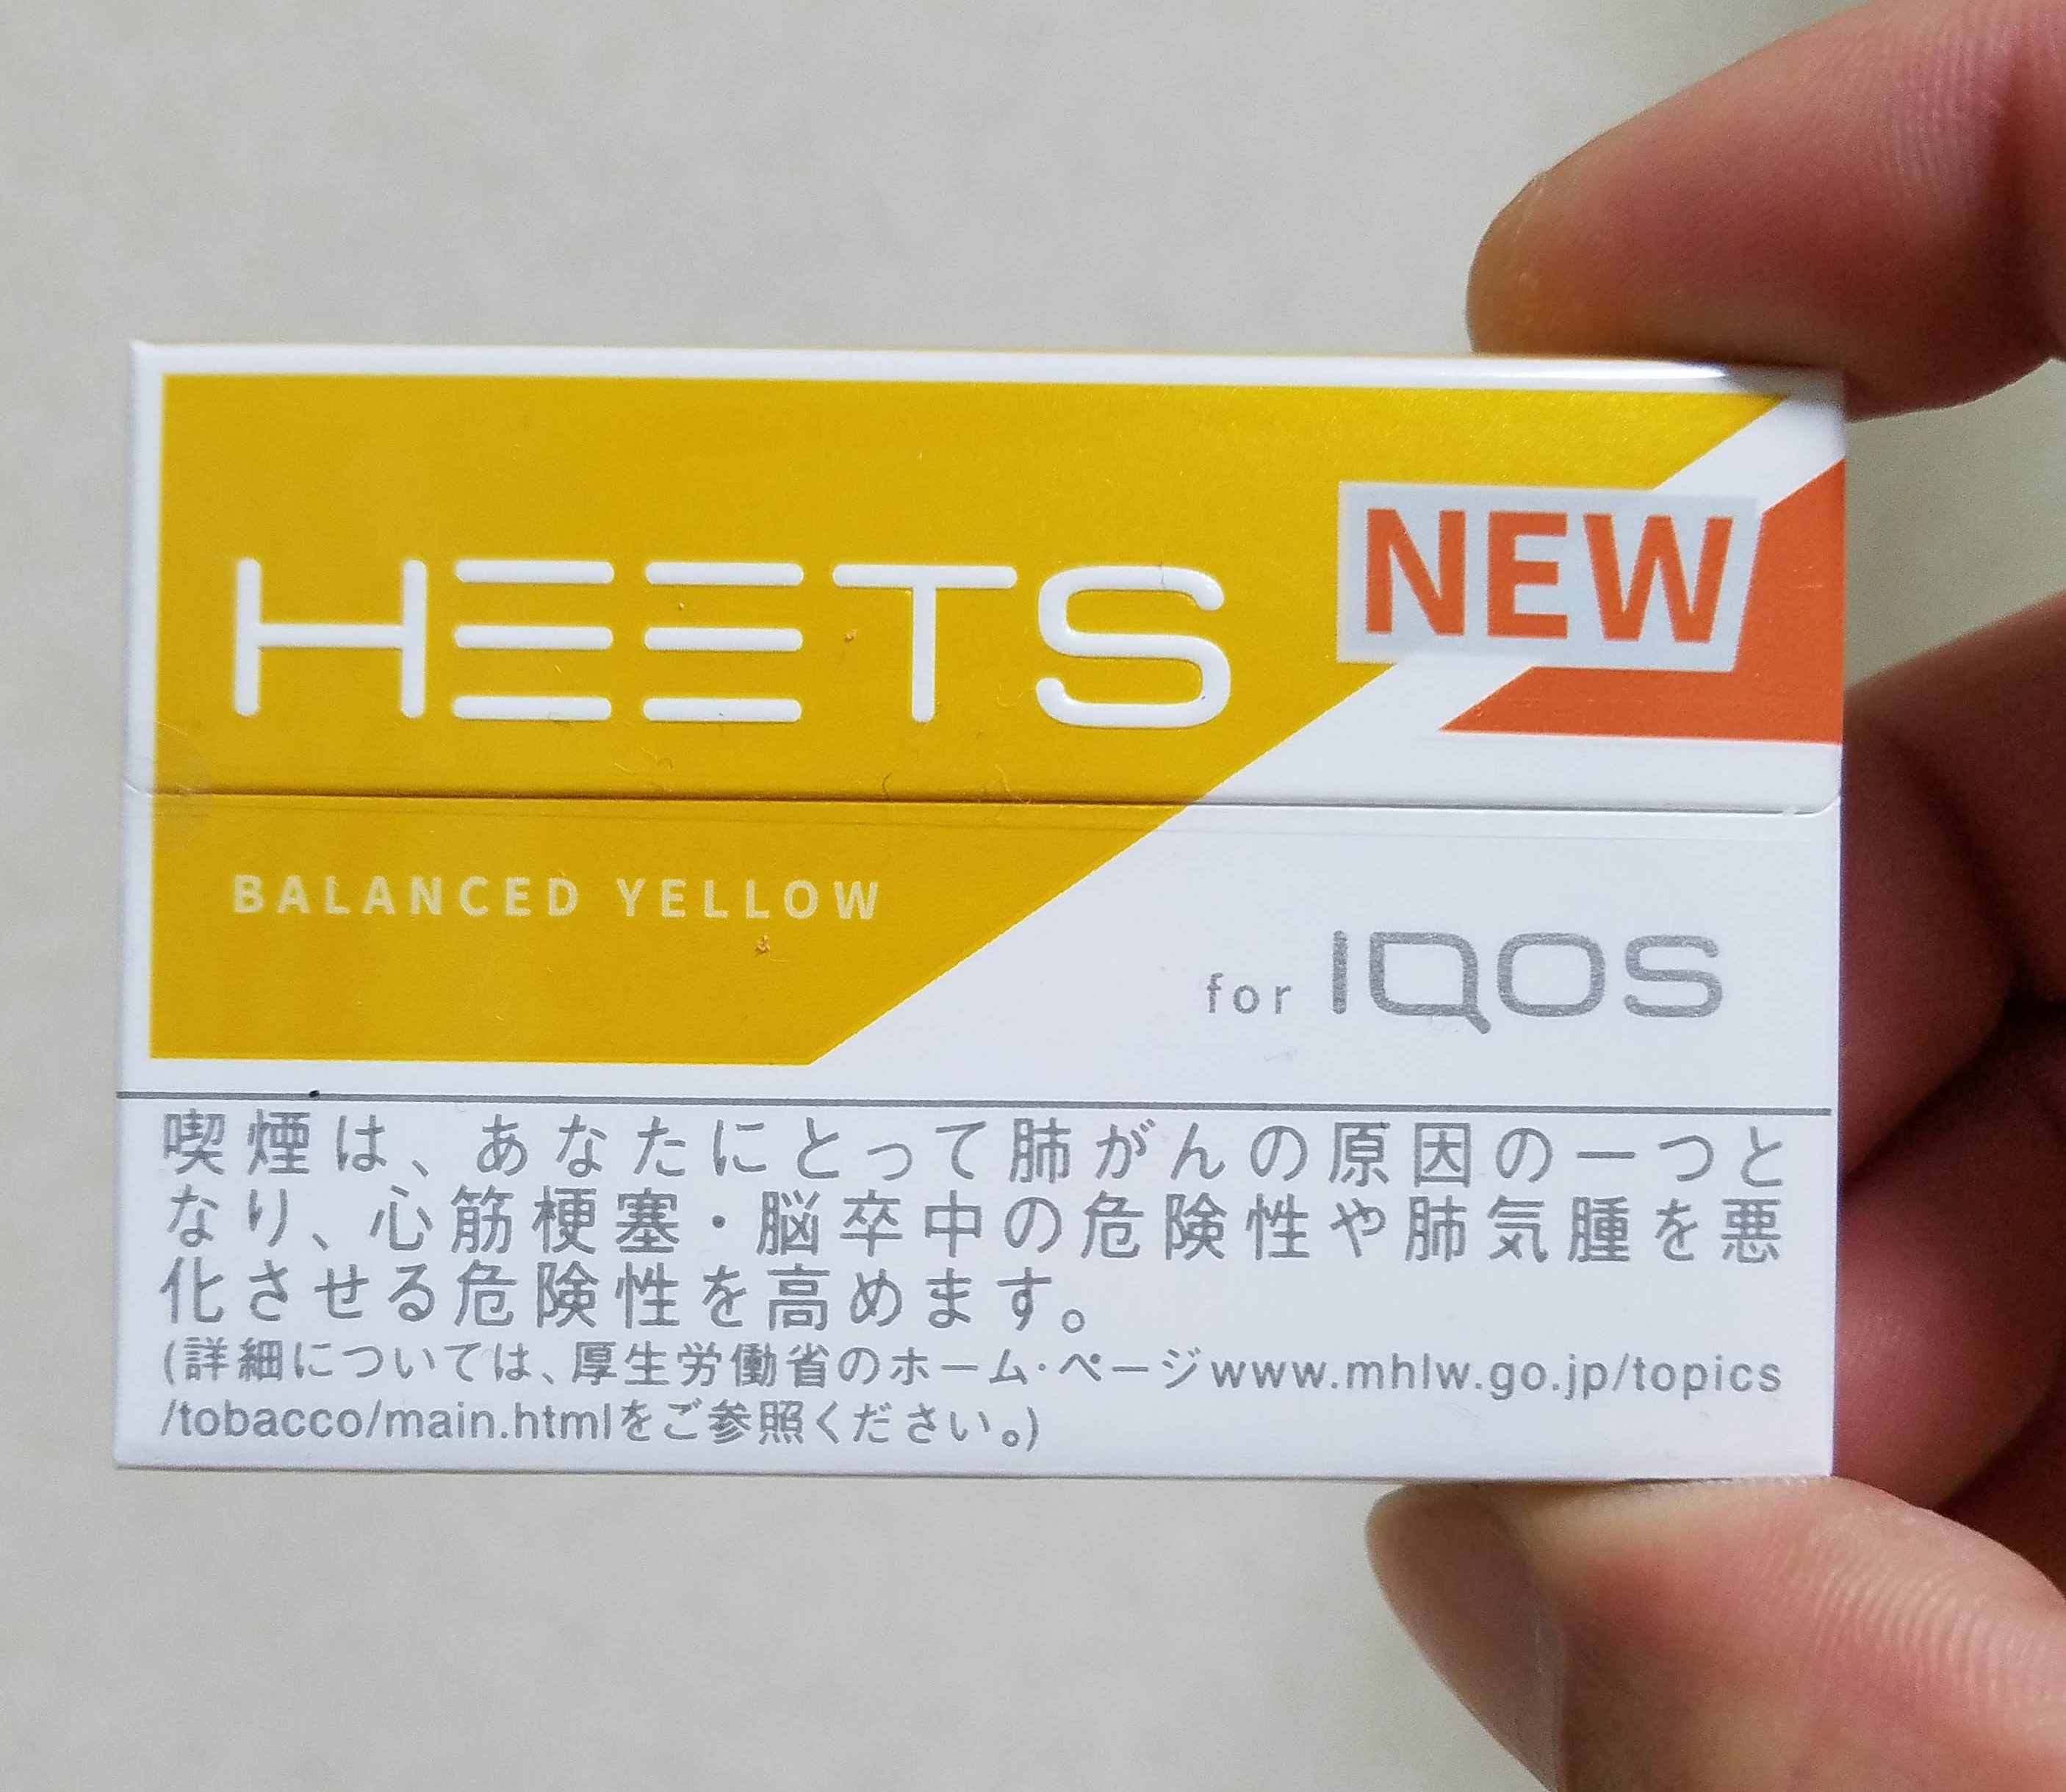 HEETS
NEW
BALANCED YELLOW
for IQOS
喫煙は、あなたにとって肺がんの原因の一つと
なり、心筋梗塞・脳卒中の危険性や肺気腫を悪
化させる危険性を高めます。
(詳細については、厚生労働省のホーム・ページwww.mhlw.go.jp/topics
/tobacco/main.htmlをご参照ください。)